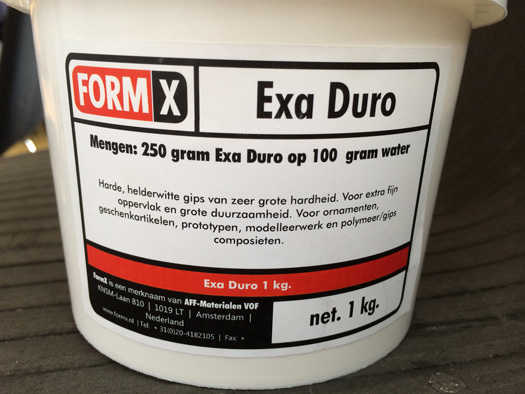 FORMX
Exa Duro
Mengen: 250 gram Exa Duro op 100 gram water
Harde, helderwitte gips van zeer grote hardheid. Voor extra fijn
oppervlak en grote duurzaamheid. Voor ornamenten,
geschenkartikelen, prototypen, modelleerwerk en polymeer/gips
composieten.
Exa Duro 1 kg.
FormX is een merknaam van AFF-Materialen VOF
KNSM-Laan 810 | 1019 LT | Amsterdam |
Nederland
www.formx.nl | Tel: + 31(0)20-4182105 | Fax: +
net. 1 kg.